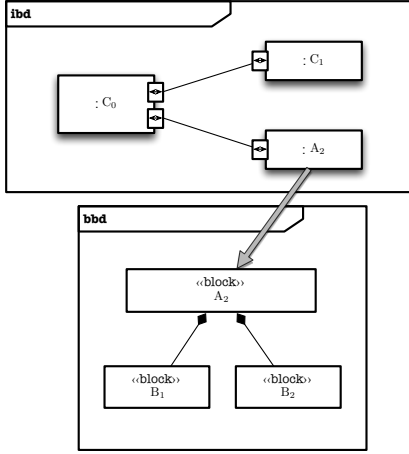 ibd
: C₁
: C₀
: A₂
bbd
‹‹block››
A₂
‹‹block››
B₁
‹‹block››
B₂